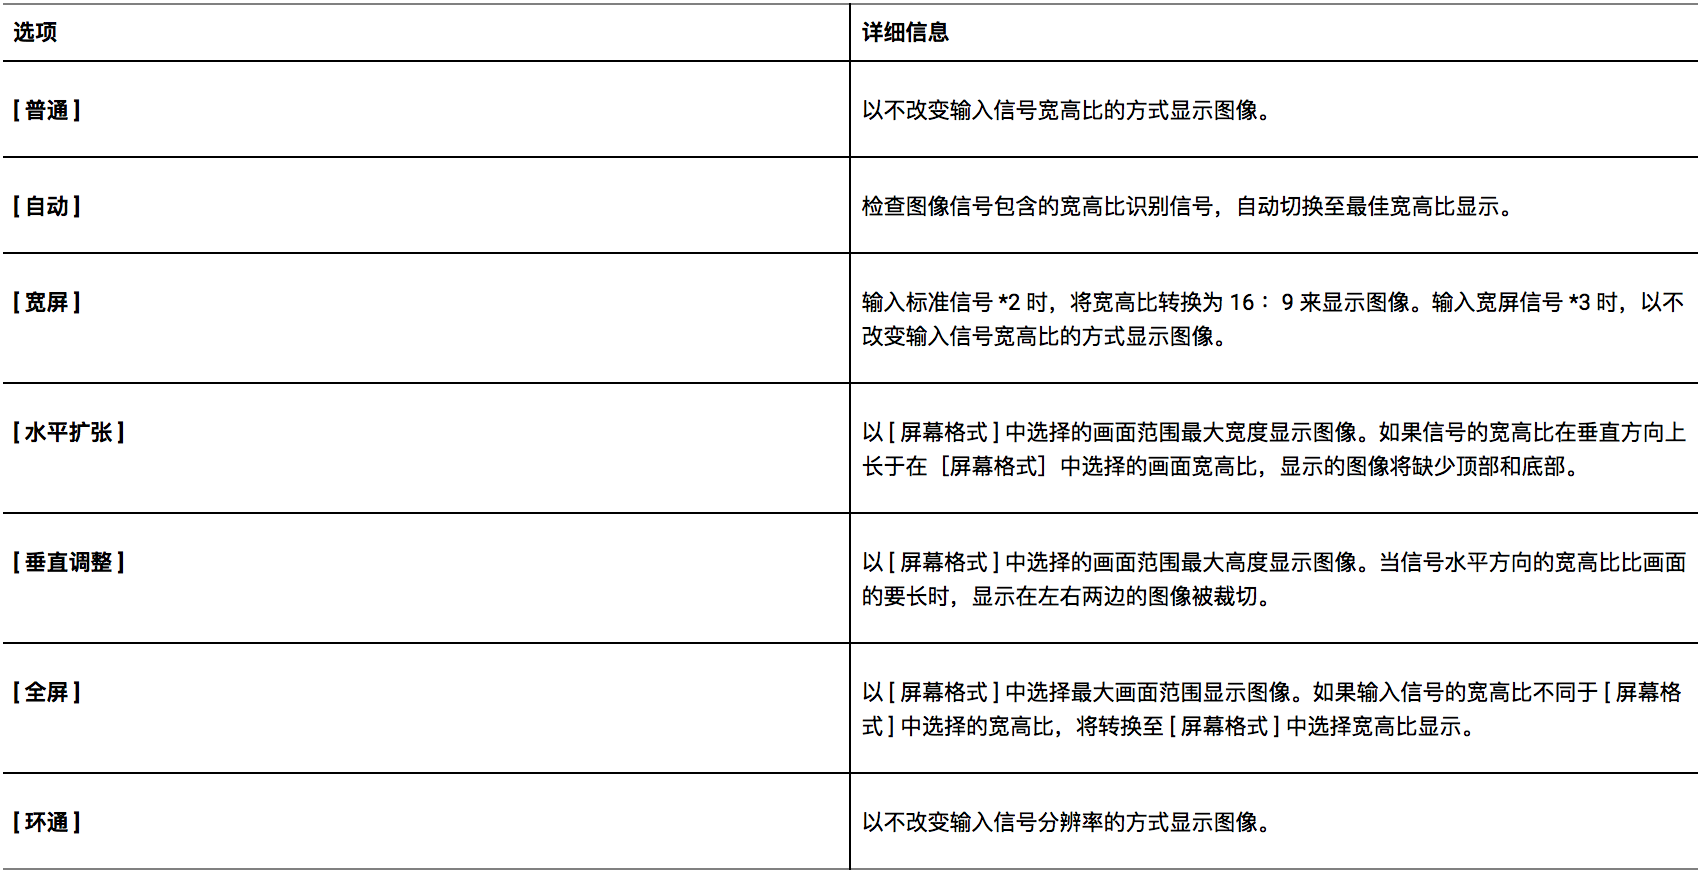 选项
详细信息
[ 普通 ]
以不改变输入信号宽高比的方式显示图像。
[ 自动 ]
检查图像信号包含的宽高比识别信号，自动切换至最佳宽高比显示。
[ 宽屏 ]
输入标准信号 *2 时，将宽高比转换为 16 ：9 来显示图像。输入宽屏信号 *3 时，以不
改变输入信号宽高比的方式显示图像。
[ 水平扩张 ]
以 [ 屏幕格式 ] 中选择的画面范围最大宽度显示图像。如果信号的宽高比在垂直方向上
长于在［屏幕格式］中选择的画面宽高比，显示的图像将缺少顶部和底部。
[ 垂直调整 ]
以 [ 屏幕格式 ] 中选择的画面范围最大高度显示图像。当信号水平方向的宽高比比画面
的要长时，显示在左右两边的图像被裁切。
[ 全屏 ]
以 [ 屏幕格式 ] 中选择最大画面范围显示图像。如果输入信号的宽高比不同于 [ 屏幕格
式 ] 中选择的宽高比，将转换至 [ 屏幕格式 ] 中选择宽高比显示。
[ 环通 ]
以不改变输入信号分辨率的方式显示图像。